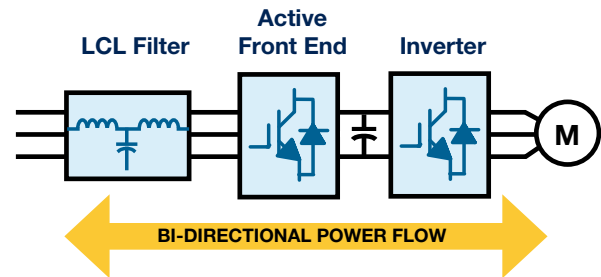 LCL Filter
Active
Front End
Inverter
M
BI-DIRECTIONAL POWER FLOW